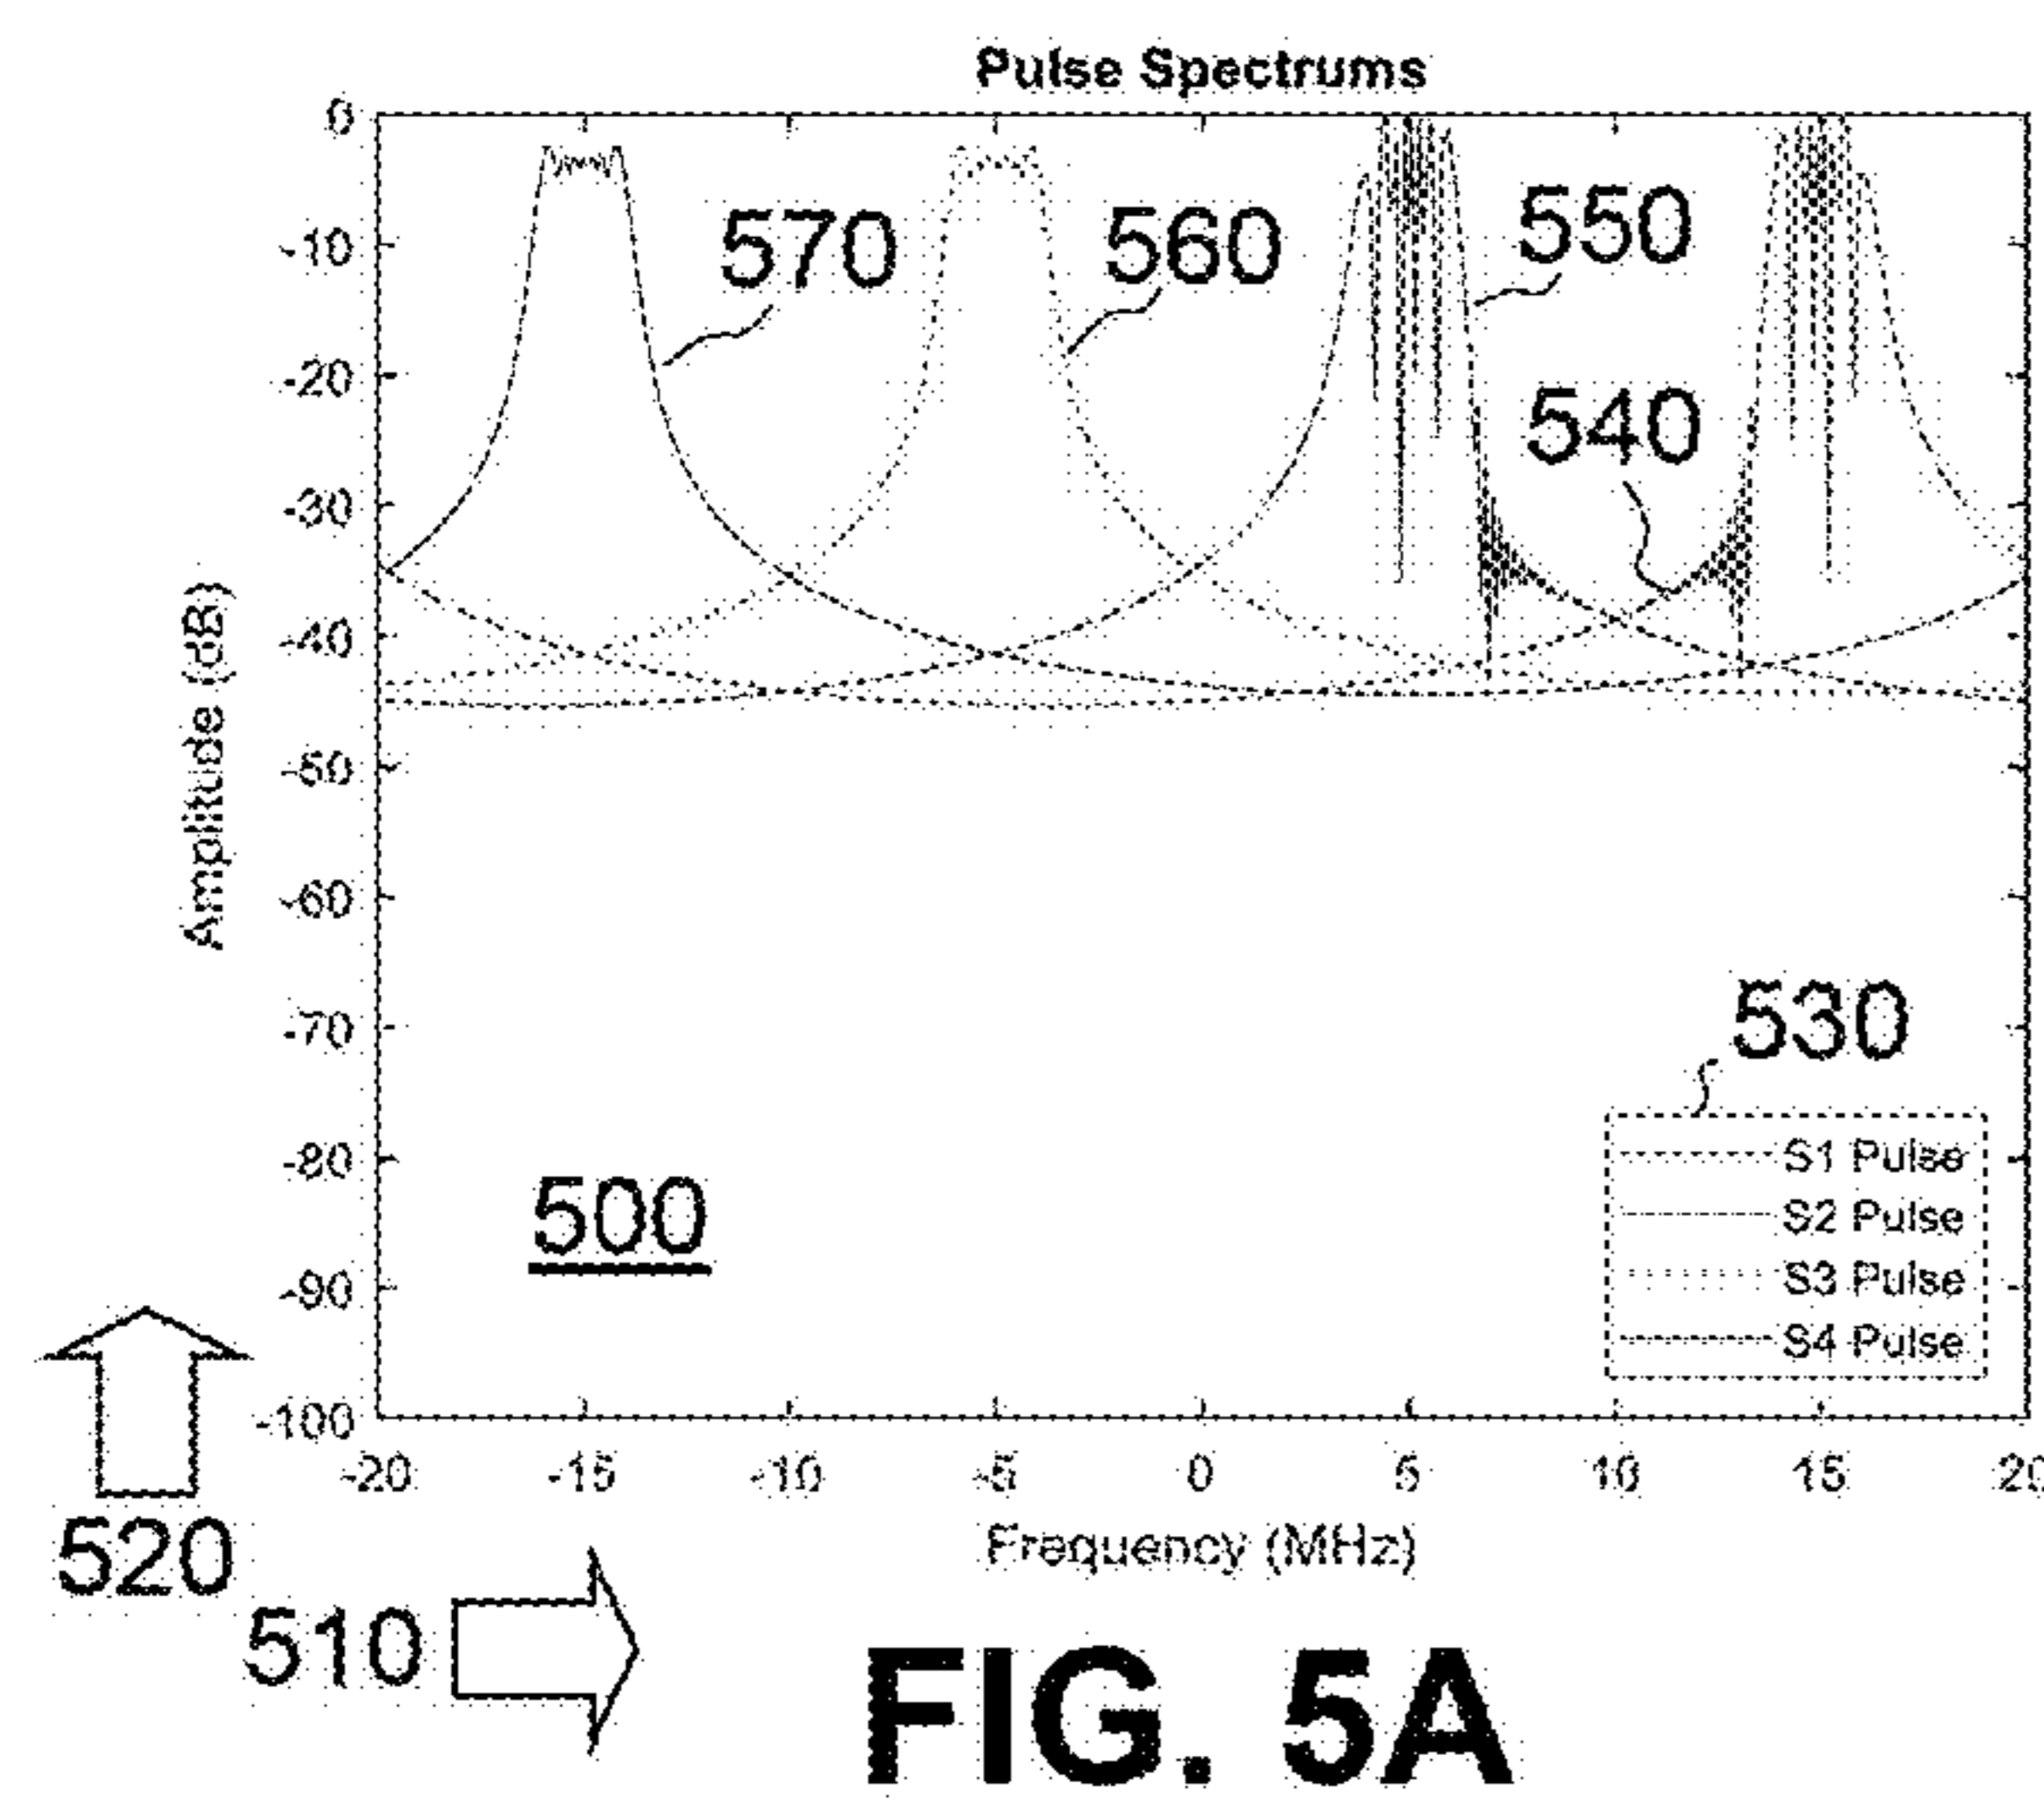 Pulse Spectrums
0
-10
-20
-30
-40
-50
-60
-70
-80
-90
-100
Amplitude (dB)
570
560
550
540
530
S1 Pulse
S2 Pulse
S3 Pulse
S4 Pulse
500
-20 -15 -10 -5 0 5 10 15 20
Frequency (MHz)
520
510
FIG. 5A